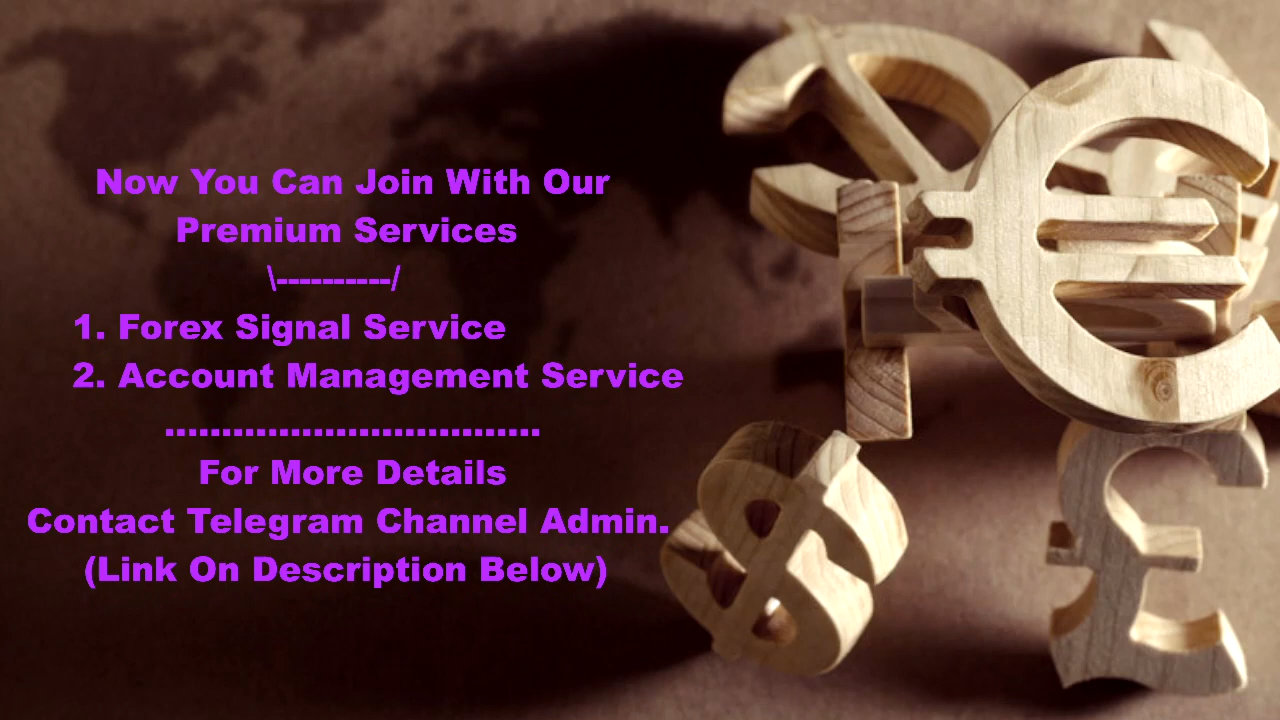 Now You Can Join With Our
Premium Services
\----------/
1. Forex Signal Service
2. Account Management Service
.................................
For More Details
Contact Telegram Channel Admin.
(Link On Description Below)